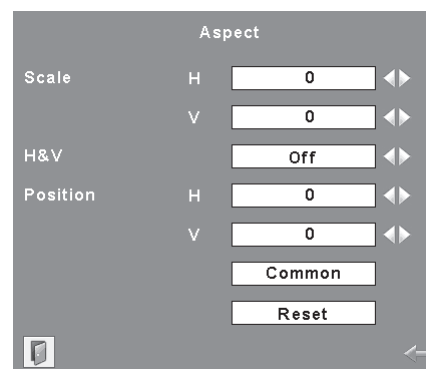 Aspect
Scale H 0
V 0
H&V Off
Position H 0
V 0
Common
Reset